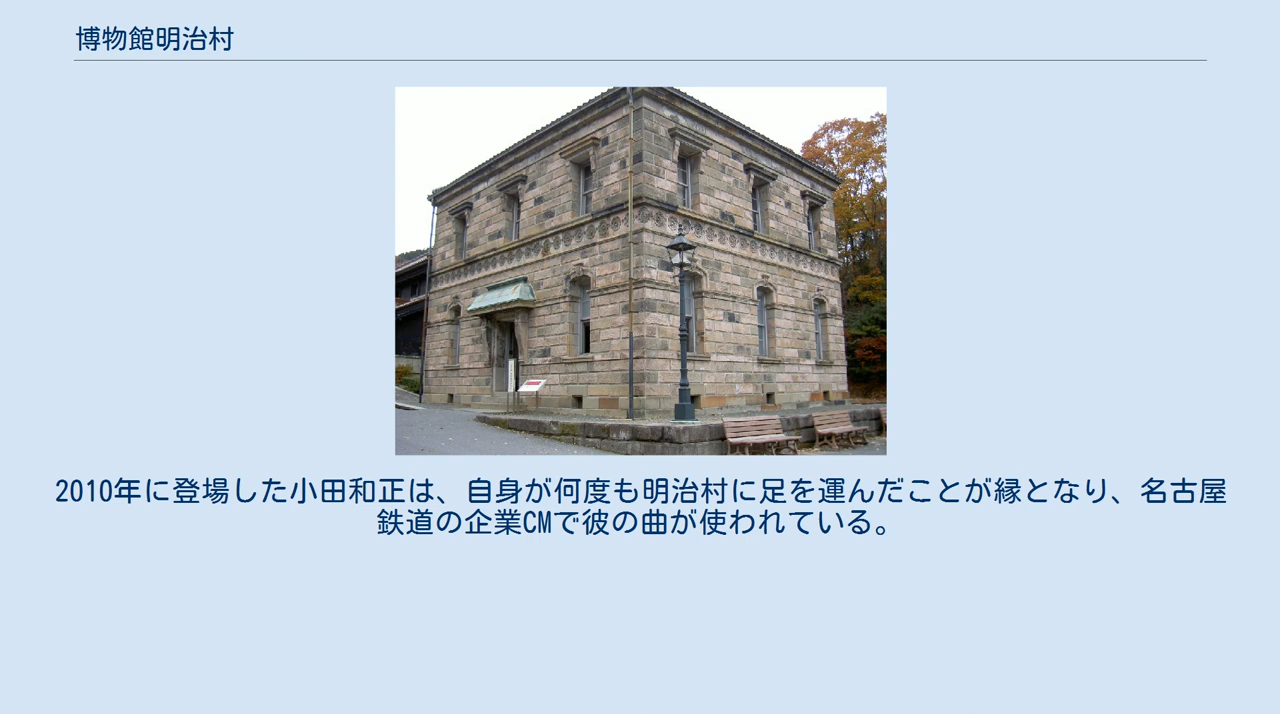 博物館明治村
2010年に登場した小田和正は、自身が何度も明治村に足を運んだことが縁となり、名古屋
鉄道の企業CMで彼の曲が使われている。